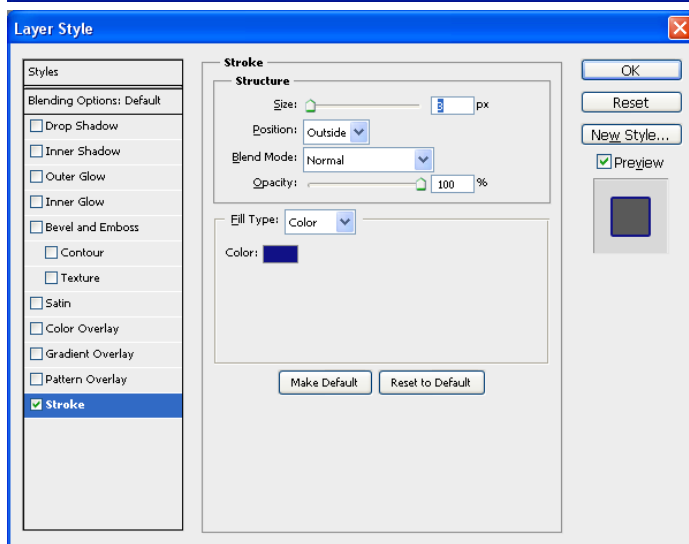 Layer Style
Styles
Blending Options: Default
Drop Shadow
Inner Shadow
Outer Glow
Inner Glow
Bevel and Emboss
Contour
Texture
Satin
Color Overlay
Gradient Overlay
Pattern Overlay
Stroke
Stroke
Structure
Size: 3 px
Position: Outside
Blend Mode: Normal
Opacity: 100 %
Fill Type: Color
Color:
Make Default Reset to Default
OK
Reset
New Style...
Preview